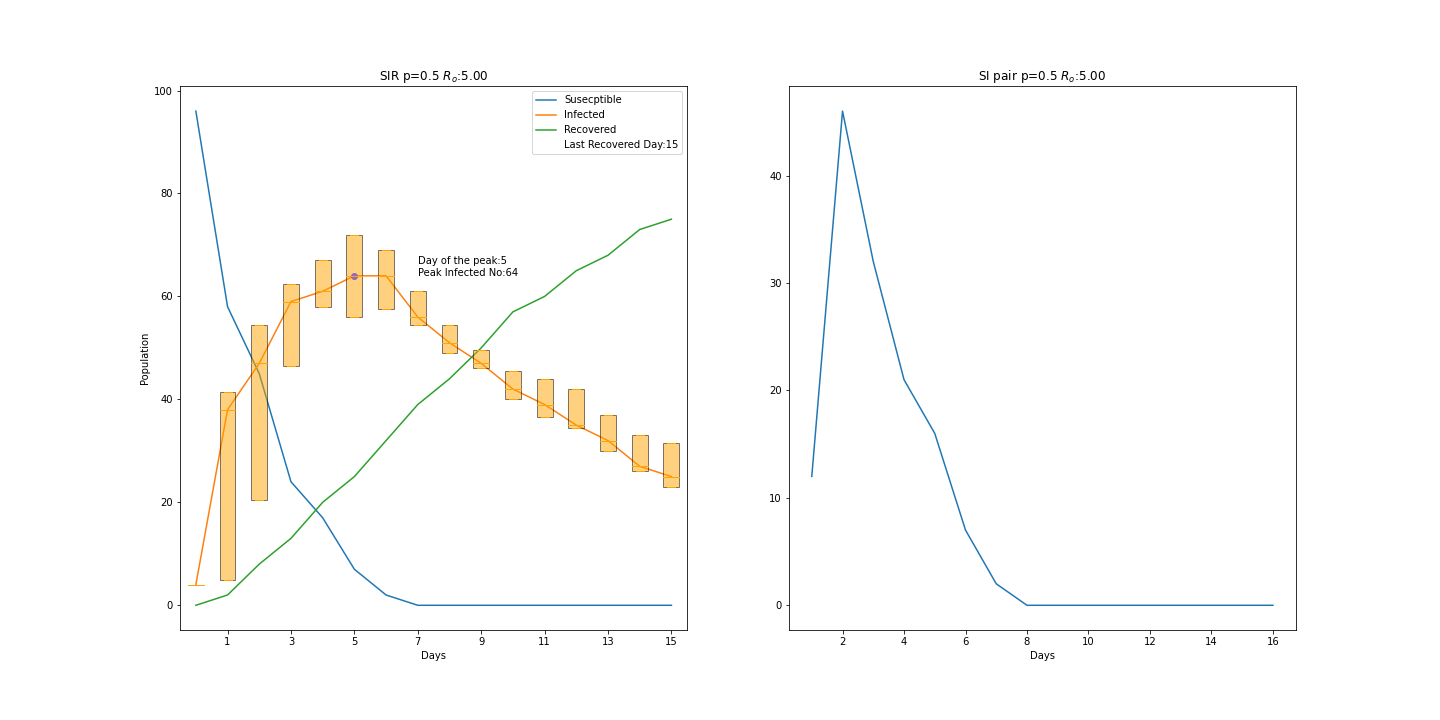 SIR p=0.5 Rₒ:5.00
Susecptible
Infected
Recovered
Last Recovered Day:15
Day of the peak:5
Peak Infected No:64
Population
100
80
60
40
20
0
1 3 5 7 9 11 13 15
Days
SI pair p=0.5 Rₒ:5.00
40
30
20
10
0
2 4 6 8 10 12 14 16
Days